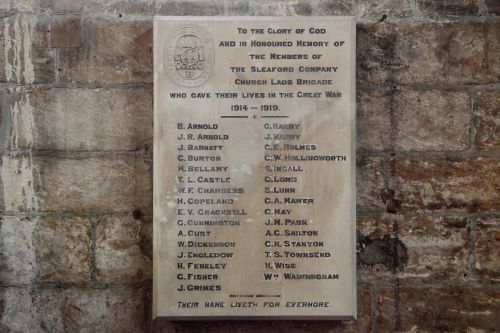 To the Glory of God
and in Honoured Memory of
the Members of
the Sleaford Company
Church Lads Brigade
who gave their lives in the Great War
1914 – 1919.
B. Arnold
J. R. Arnold
J. Barnatt
C. Burton
M. Bellamy
T. L. Castle
W. F. Chambers
H. Copeland
E. V. Cracknell
G. Cunnington
A. Curt
W. Dickenson
J. Engledow
H. Feneley
G. Fisher
J. Grimes
G. Hardy
J. Hardy
C. E. Holmes
C. W. Hollingworth
S. Ingall
G. Lord
S. Lunn
G. A. Mawer
C. May
J. M. Pask
A. G. Shilton
C. N. Stanyon
T. S. Townsend
H. Wise
Wm Waddingham
Their name liveth for evermore.